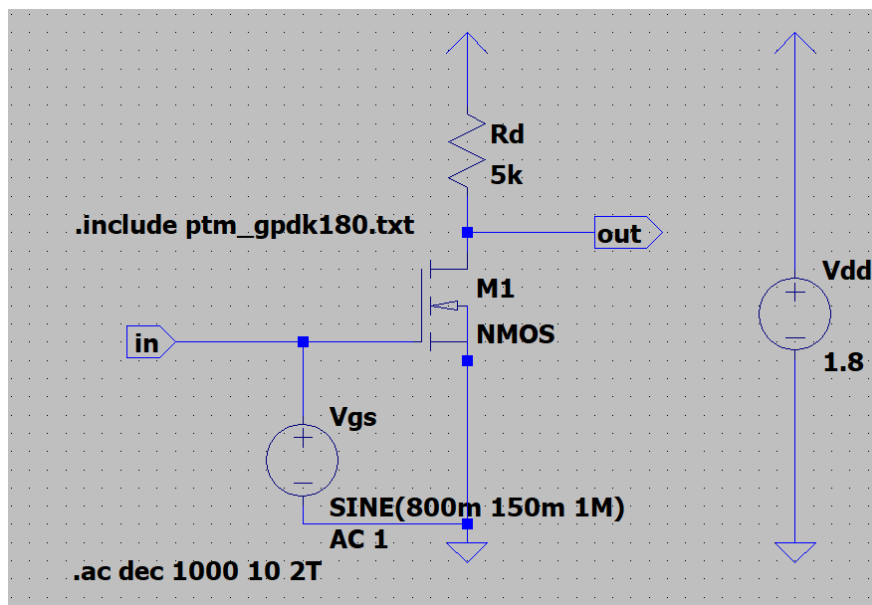 Rd
5k
.include ptm_gpdk180.txt
out
M1
Vdd
NMOS
in
1.8
Vgs
SINE(800m 150m 1M)
AC 1
.ac dec 1000 10 2T